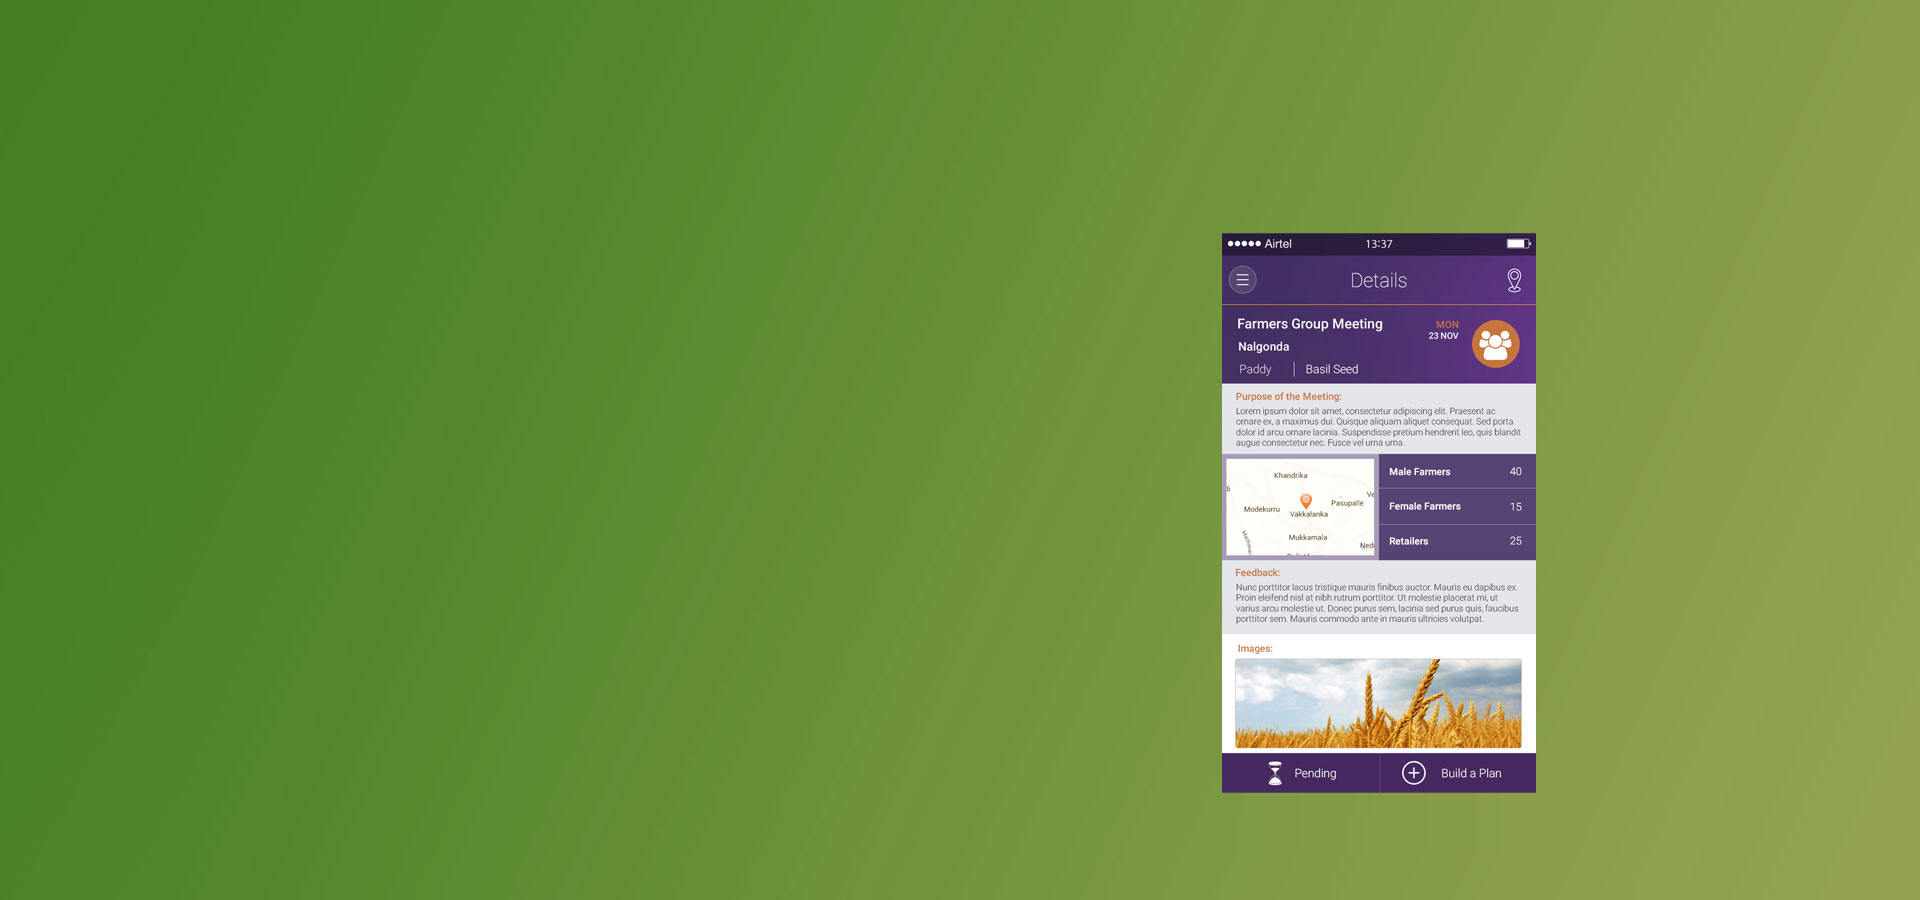 Airtel 13:37
Details
Farmers Group Meeting
MON
23 NOV
Nalgonda
Paddy | Basil Seed
Purpose of the Meeting:
Lorem ipsum dolor sit amet, consectetur adipiscing elit. Praesent ac
ornare ex, a maximus dui. Quisque aliquam aliquet consequat. Sed porta
dolor id arcu ornare lacinia. Suspendisse pretium hendrerit leo, quis blandit
augue consectetur nec. Fusce vel urna urna.
Khandrika
Ve
Pasupalle
Modekurru
Vakkalanka
Mukkamala
Ned
Male Farmers 40
Female Farmers 15
Retailers 25
Feedback:
Nunc porttitor lacus tristique mauris finibus auctor. Mauris eu dapibus ex.
Proin eleifend nisl at nibh rutrum porttitor. Ut molestie placerat mi, ut
varius arcu molestie ut. Donec purus sem, lacinia sed purus quis, faucibus
porttitor sem. Mauris commodo ante in mauris ultricies volutpat.
Images:
Pending
Build a Plan